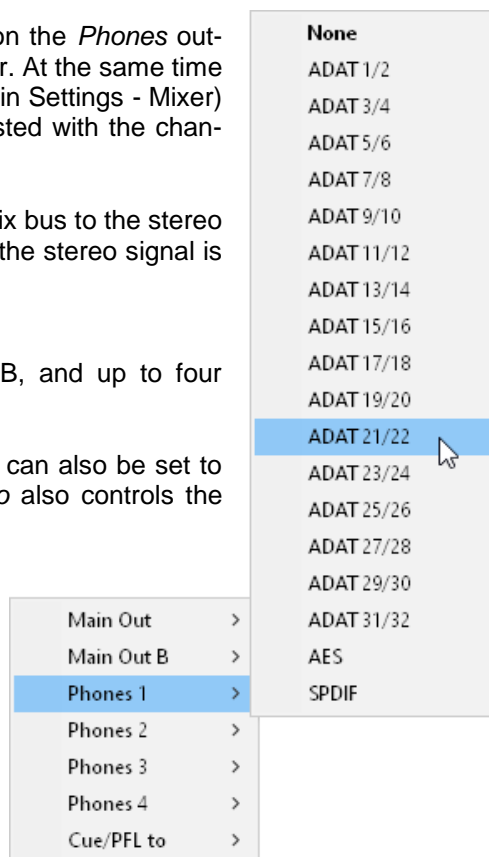 on the Phones out-
r. At the same time
in Settings - Mixer)
sted with the chan-
ix bus to the stereo
the stereo signal is
B, and up to four
can also be set to
o also controls the
None
ADAT 1/2
ADAT 3/4
ADAT 5/6
ADAT 7/8
ADAT 9/10
ADAT 11/12
ADAT 13/14
ADAT 15/16
ADAT 17/18
ADAT 19/20
ADAT 21/22
ADAT 23/24
ADAT 25/26
ADAT 27/28
ADAT 29/30
ADAT 31/32
AES
SPDIF
Main Out >
Main Out B >
Phones 1 >
Phones 2 >
Phones 3 >
Phones 4 >
Cue/PFL to >